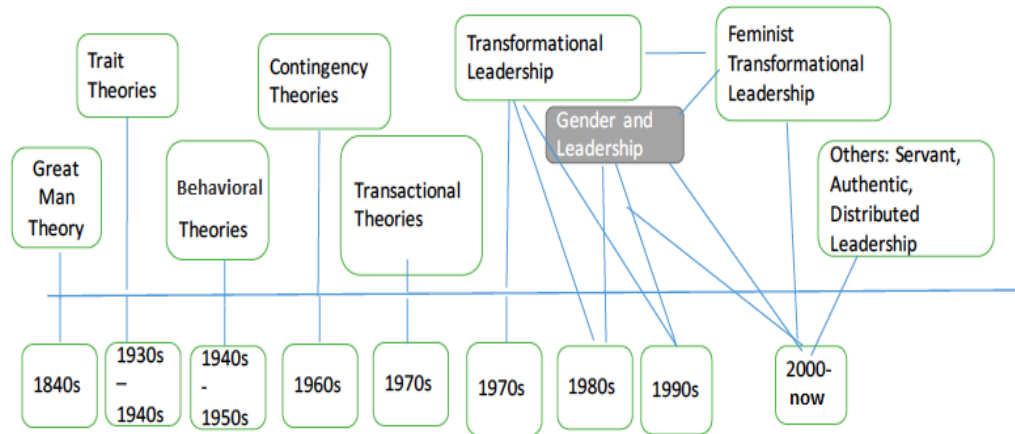 Great
Man
Theory
Trait
Theories
Behavioral
Theories
Contingency
Theories
Transactional
Theories
Transformational
Leadership
Gender and
Leadership
Feminist
Transformational
Leadership
Others: Servant,
Authentic,
Distributed
Leadership
1840s
1930s
–
1940s
1940s
-
1950s
1960s
1970s
1970s
1980s
1990s
2000-
now